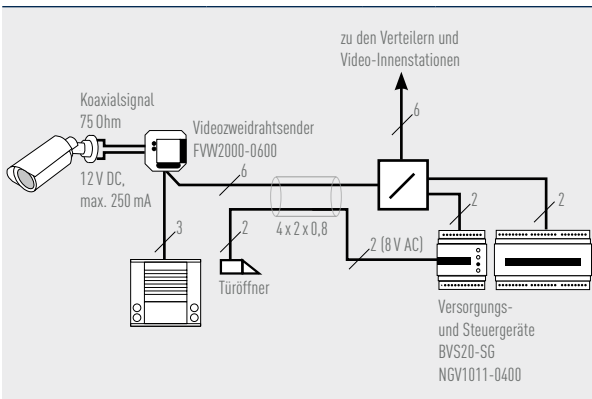 zu den Verteilern und
Video-Innenstationen
6
Koaxialsignal
75 Ohm
Videozweidrahtsender
FVW2000-0600
12 V DC,
max. 250 mA
6
2
2
3
2
4 x 2 x 0,8
2 (8 V AC)
Türöffner
Versorgungs-
und Steuergeräte
BVS20-SG
NGV1011-0400